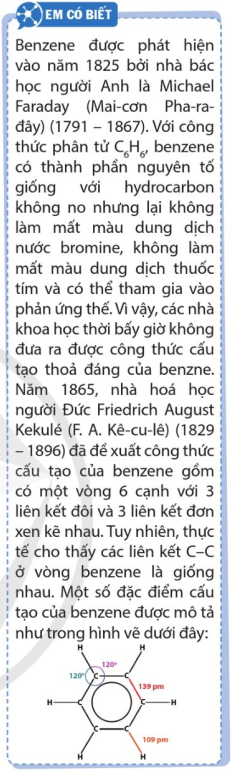 EM CÓ BIẾT
Benzene được phát hiện
vào năm 1825 bởi nhà bác
học người Anh là Michael
Faraday (Mai-cơn Pha-ra-
đây) (1791 – 1867). Với công
thức phân tử C₆H₆, benzene
có thành phần nguyên tố
giống với hydrocarbon
không no nhưng lại không
làm mất màu dung dịch
nước bromine, không làm
mất màu dung dịch thuốc
tím và có thể tham gia vào
phản ứng thế. Vì vậy, các nhà
khoa học thời bấy giờ không
đưa ra được công thức cấu
tạo thoả đáng của benzne.
Năm 1865, nhà hoá học
người Đức Friedrich August
Kekulé (F. A. Kê-cu-lê) (1829
– 1896) đã đề xuất công thức
cấu tạo của benzene gồm
có một vòng 6 cạnh với 3
liên kết đôi và 3 liên kết đơn
xen kẽ nhau. Tuy nhiên, thực
tế cho thấy các liên kết C–C
ở vòng benzene là giống
nhau. Một số đặc điểm cấu
tạo của benzene được mô tả
như trong hình vẽ dưới đây:
H H
120°
120° C C
139 pm
H C C H
C C
109 pm
H H